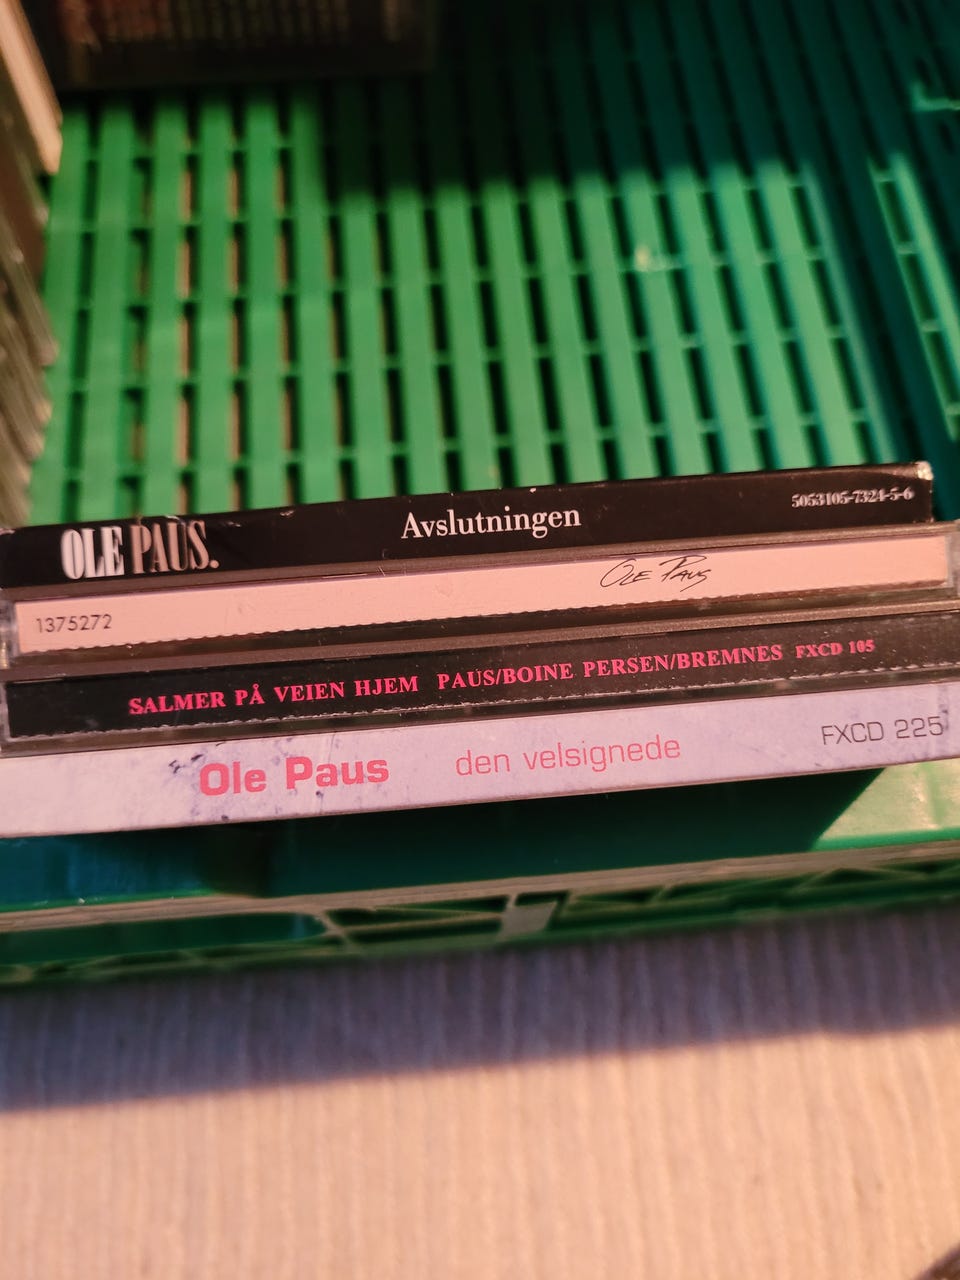 OLE PAUS. Avslutningen 5053105-7324-5-6
1375272 OLE PAUS
SALMER PÅ VEIEN HJEM PAUS/BOINE PERSEN/BREMNES FXCD 105
Ole Paus den velsignede FXCD 225